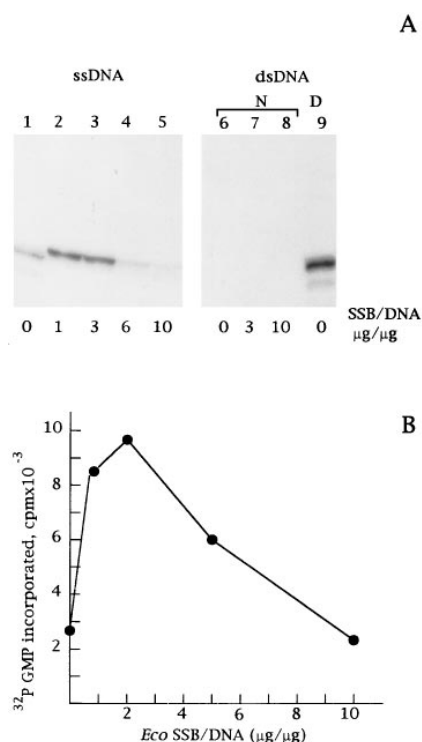 A
ssDNA dsDNA
N D
1 2 3 4 5 6 7 8 9
0 1 3 6 10 0 3 10 0 SSB/DNA
µg/µg
B
³²P GMP incorporated, cpmx10⁻³
10
8
6
4
2
2 4 6 8 10
Eco SSB/DNA (µg/µg)